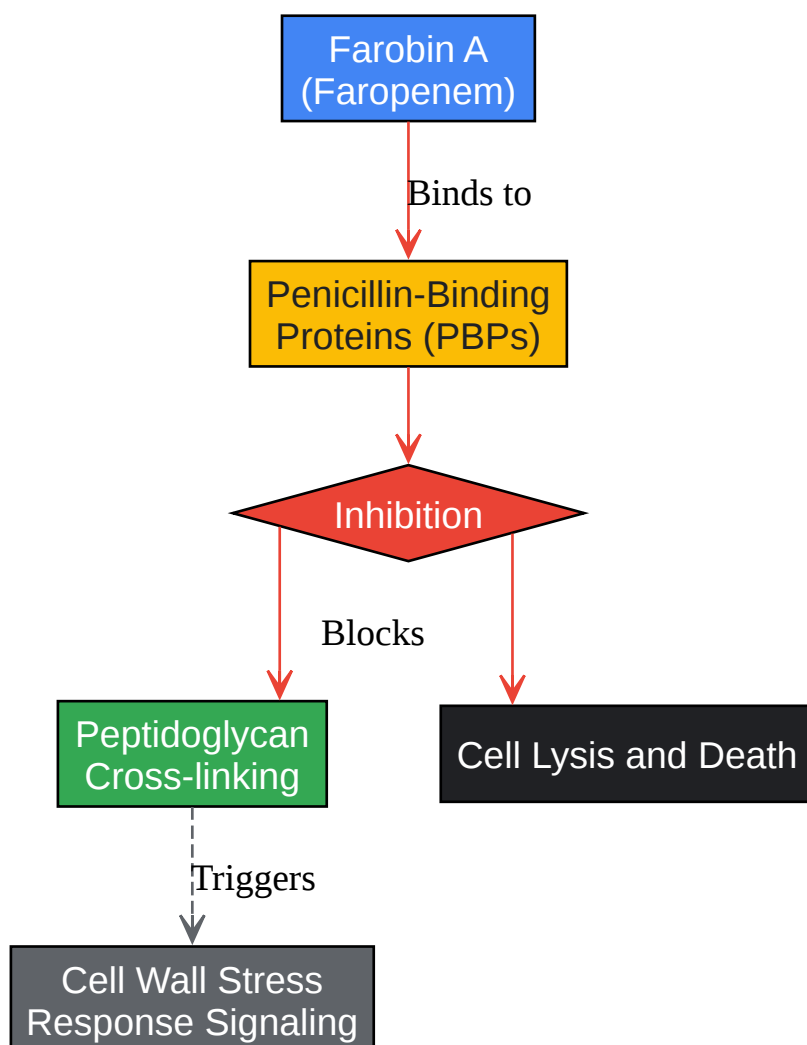 Farobin A
(Faropenem)
Binds to
Penicillin-Binding
Proteins (PBPs)
Inhibition
Blocks
Peptidoglycan
Cross-linking
Cell Lysis and Death
Triggers
Cell Wall Stress
Response Signaling